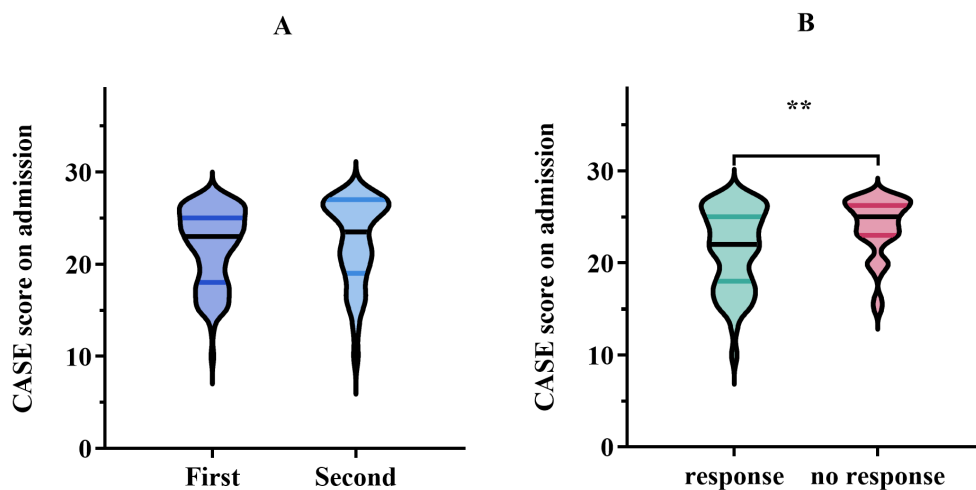 A
CASE score on admission
30
20
10
0
First Second
B
**
CASE score on admission
30
20
10
0
response no response